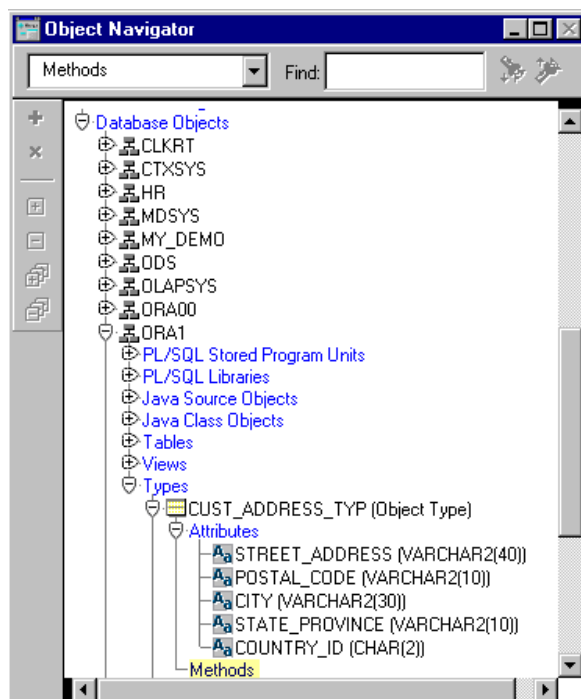 Object Navigator
Methods
Find:
Database Objects
CLKRT
CTXSYS
HR
MDSYS
MY_DEMO
ODS
OLAPSYS
ORA00
ORA1
PL/SQL Stored Program Units
PL/SQL Libraries
Java Source Objects
Java Class Objects
Tables
Views
Types
CUST_ADDRESS_TYP (Object Type)
Attributes
STREET_ADDRESS (VARCHAR2(40))
POSTAL_CODE (VARCHAR2(10))
CITY (VARCHAR2(30))
STATE_PROVINCE (VARCHAR2(10))
COUNTRY_ID (CHAR(2))
Methods